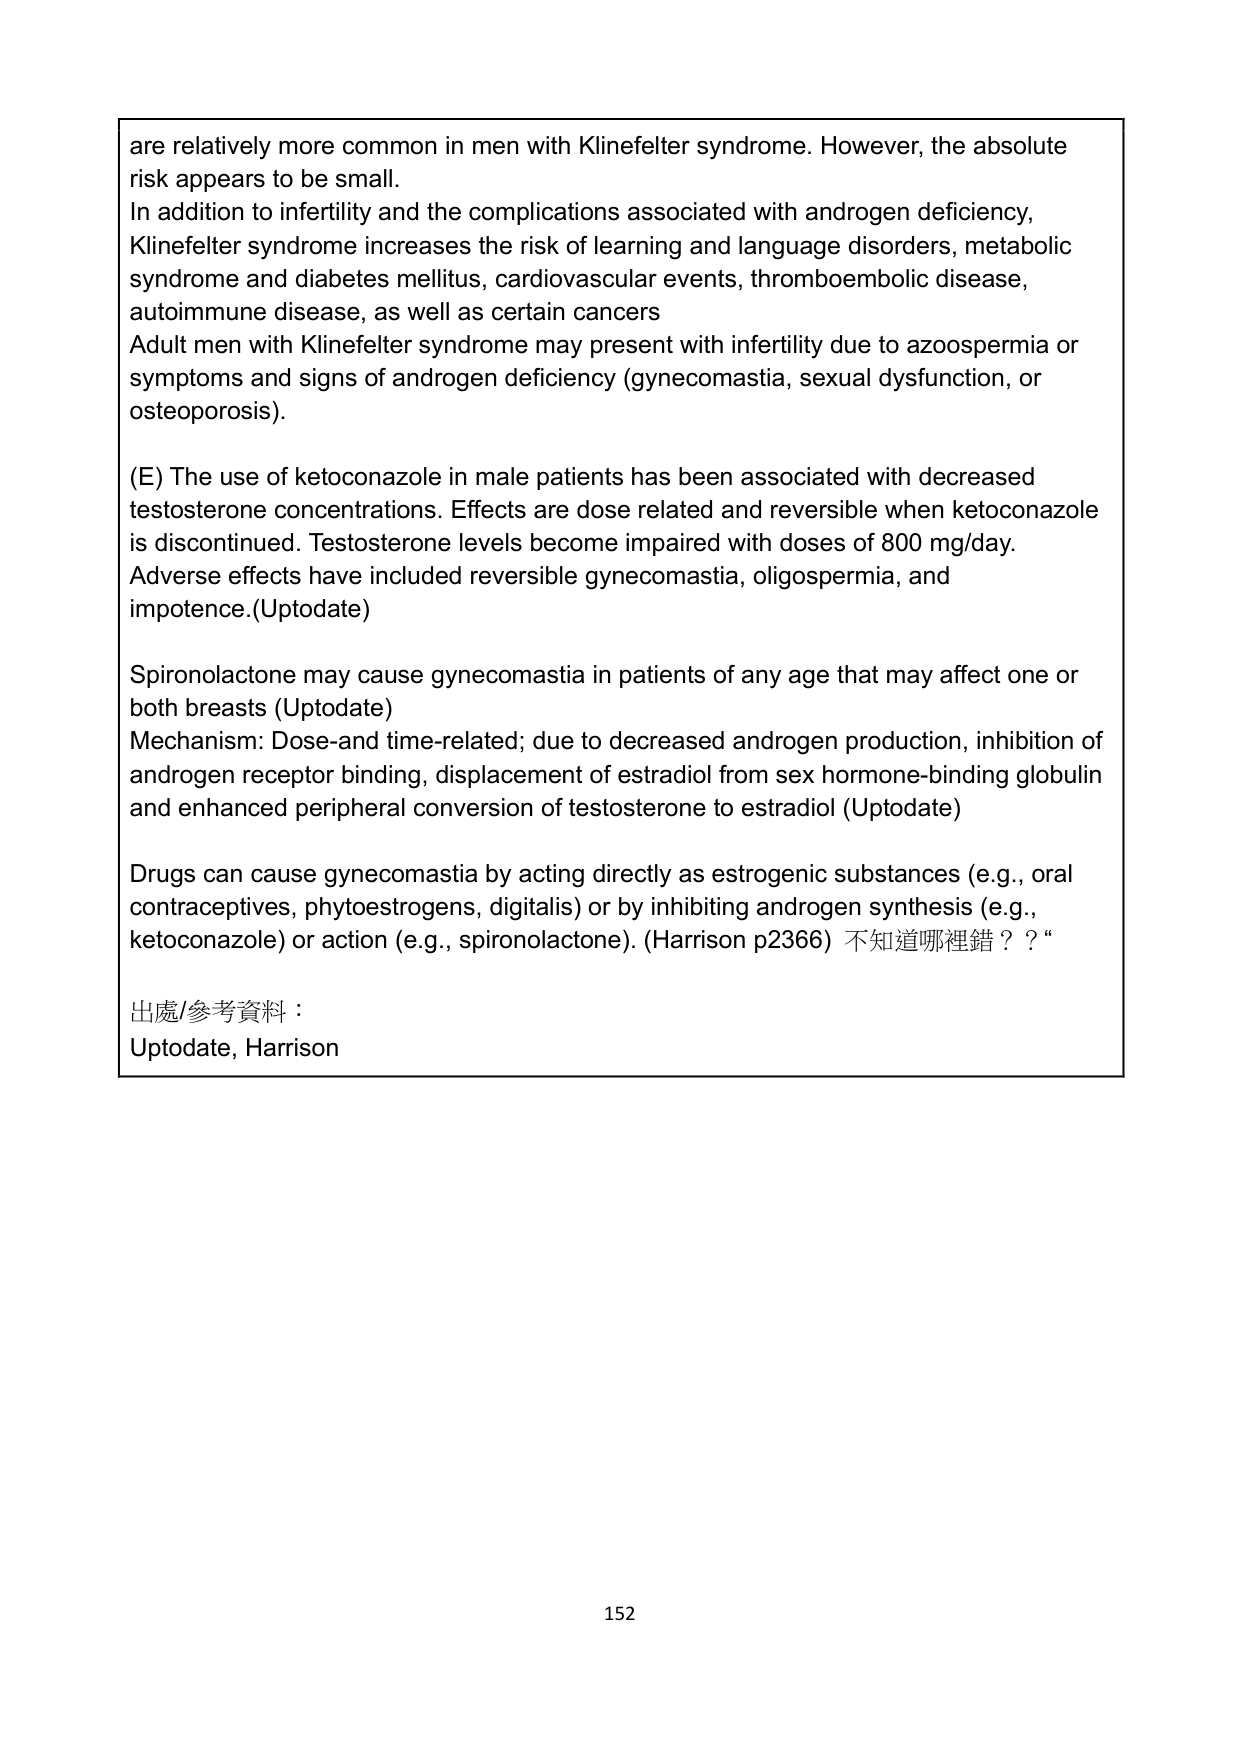 are relatively more common in men with Klinefelter syndrome. However, the absolute
risk appears to be small.
In addition to infertility and the complications associated with androgen deficiency,
Klinefelter syndrome increases the risk of learning and language disorders, metabolic
syndrome and diabetes mellitus, cardiovascular events, thromboembolic disease,
autoimmune disease, as well as certain cancers
Adult men with Klinefelter syndrome may present with infertility due to azoospermia or
symptoms and signs of androgen deficiency (gynecomastia, sexual dysfunction, or
osteoporosis).
(E) The use of ketoconazole in male patients has been associated with decreased
testosterone concentrations. Effects are dose related and reversible when ketoconazole
is discontinued. Testosterone levels become impaired with doses of 800 mg/day.
Adverse effects have included reversible gynecomastia, oligospermia, and
impotence.(Uptodate)
Spironolactone may cause gynecomastia in patients of any age that may affect one or
both breasts (Uptodate)
Mechanism: Dose-and time-related; due to decreased androgen production, inhibition of
androgen receptor binding, displacement of estradiol from sex hormone-binding globulin
and enhanced peripheral conversion of testosterone to estradiol (Uptodate)
Drugs can cause gynecomastia by acting directly as estrogenic substances (e.g., oral
contraceptives, phytoestrogens, digitalis) or by inhibiting androgen synthesis (e.g.,
ketoconazole) or action (e.g., spironolactone). (Harrison p2366) 不知道哪裡錯？？“
出處/參考資料：
Uptodate, Harrison
152